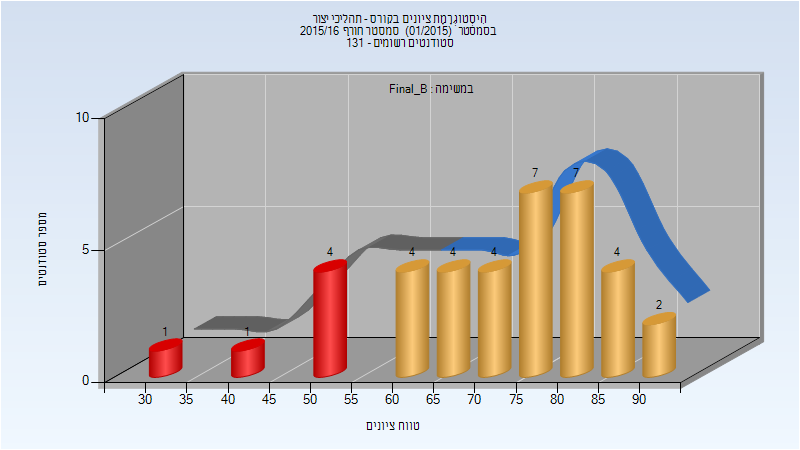 היסטוגרמת ציונים בקורס - תהליכי יצור
בסמסטר (01/2015) סמסטר חורף 2015/16
סטודנטים רשומים - 131
במשימה : Final_B
מספר סטודנטים
10
5
0
1
1
4
4
4
4
7
7
4
2
30 35 40 45 50 55 60 65 70 75 80 85 90
טווח ציונים